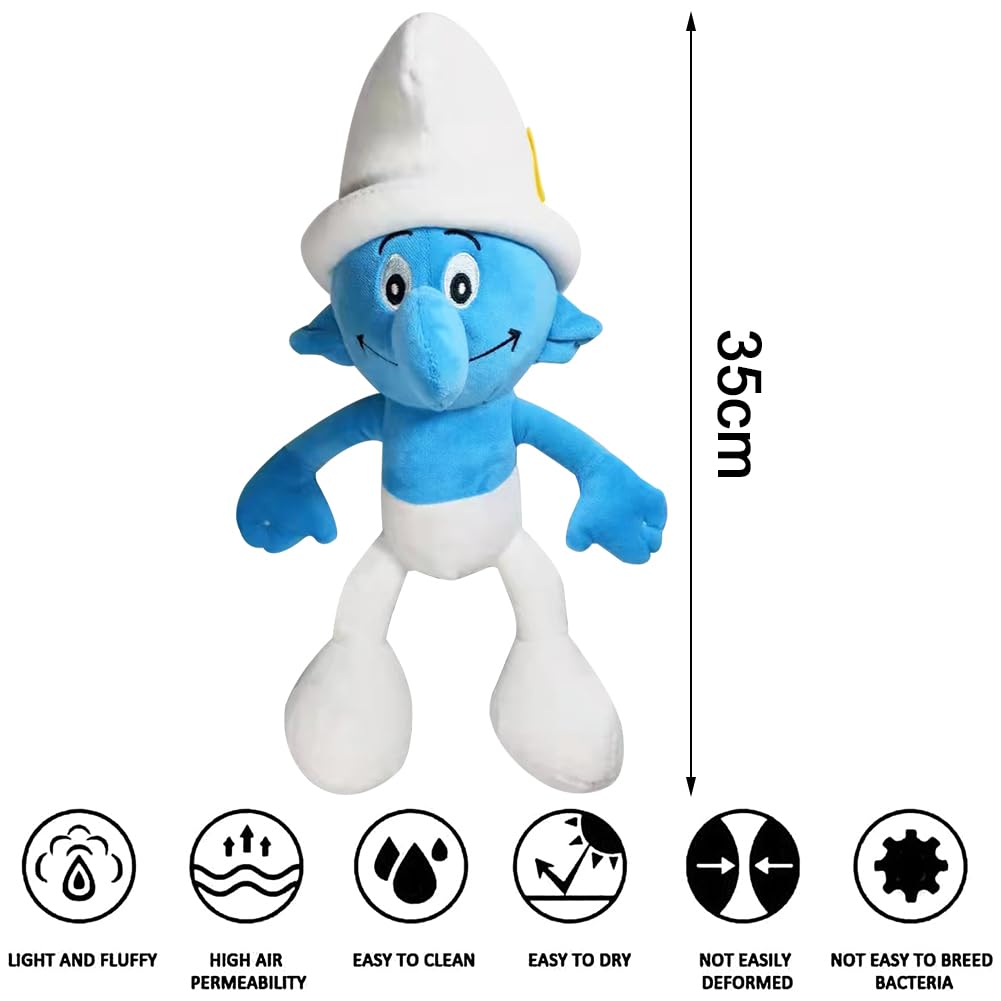 35cm
LIGHT AND FLUFFY
HIGH AIR
PERMEABILITY
EASY TO CLEAN
EASY TO DRY
NOT EASILY
DEFORMED
NOT EASY TO BREED
BACTERIA